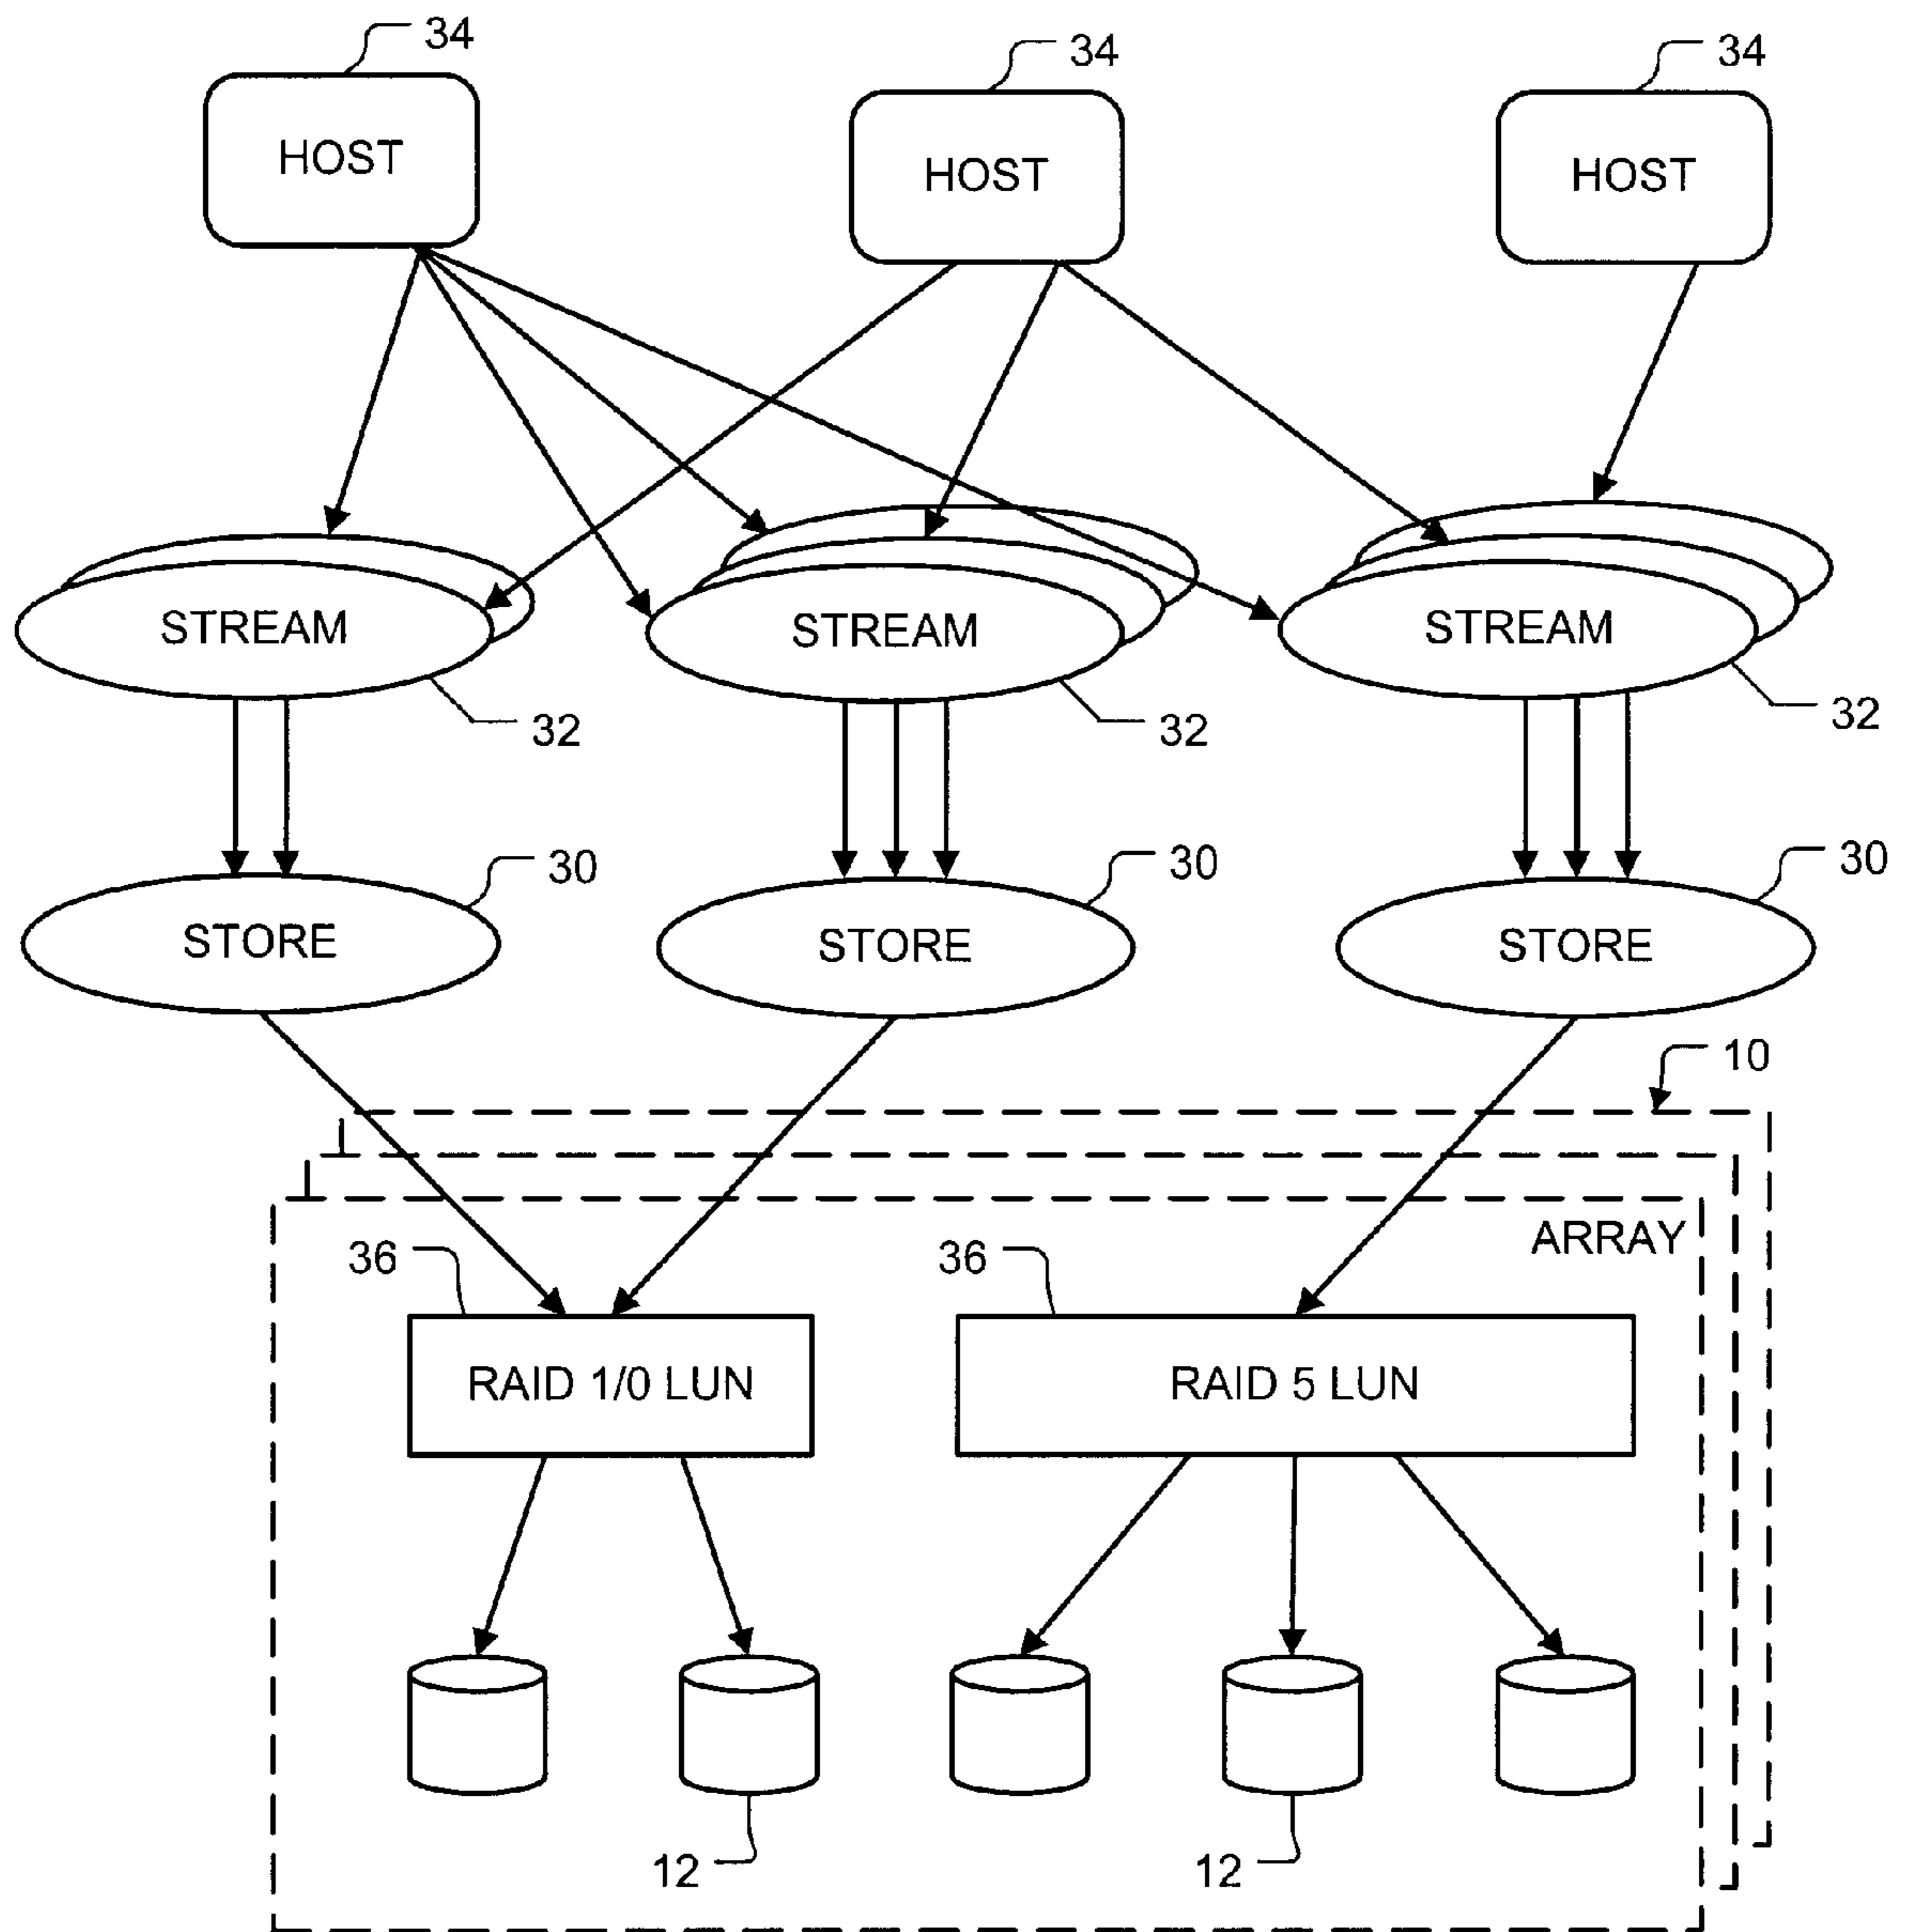 34
34
34
HOST
HOST
HOST
STREAM
STREAM
STREAM
32
32
32
30
30
30
STORE
STORE
STORE
10
ARRAY
36
36
RAID 1/0 LUN
RAID 5 LUN
12
12